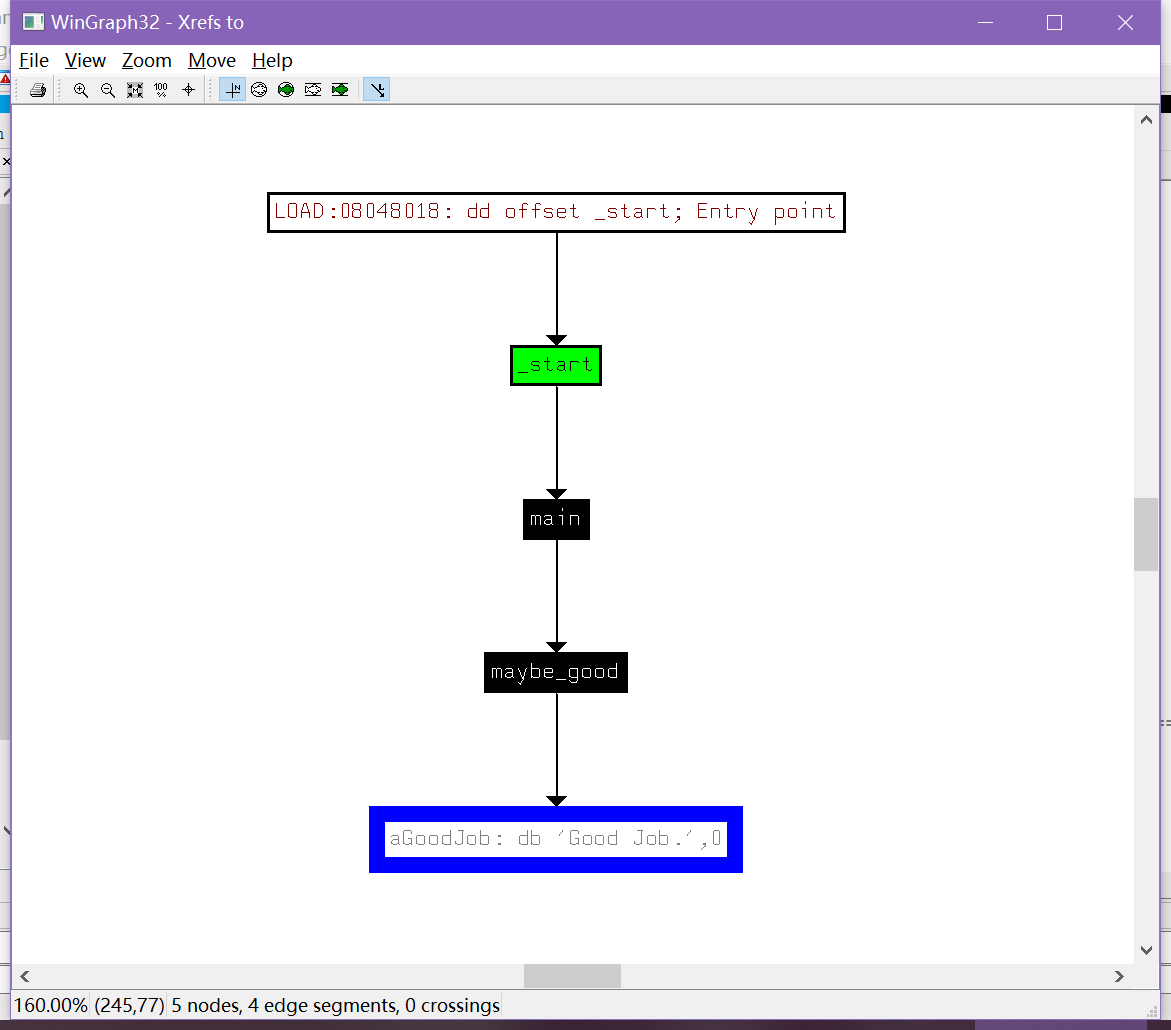 WinGraph32 - Xrefs to
File View Zoom Move Help
100 %
N
LOAD:08048018: dd offset _start; Entry point
_start
main
maybe_good
aGoodJob: db 'Good Job.',0
160.00% (245,77) 5 nodes, 4 edge segments, 0 crossings